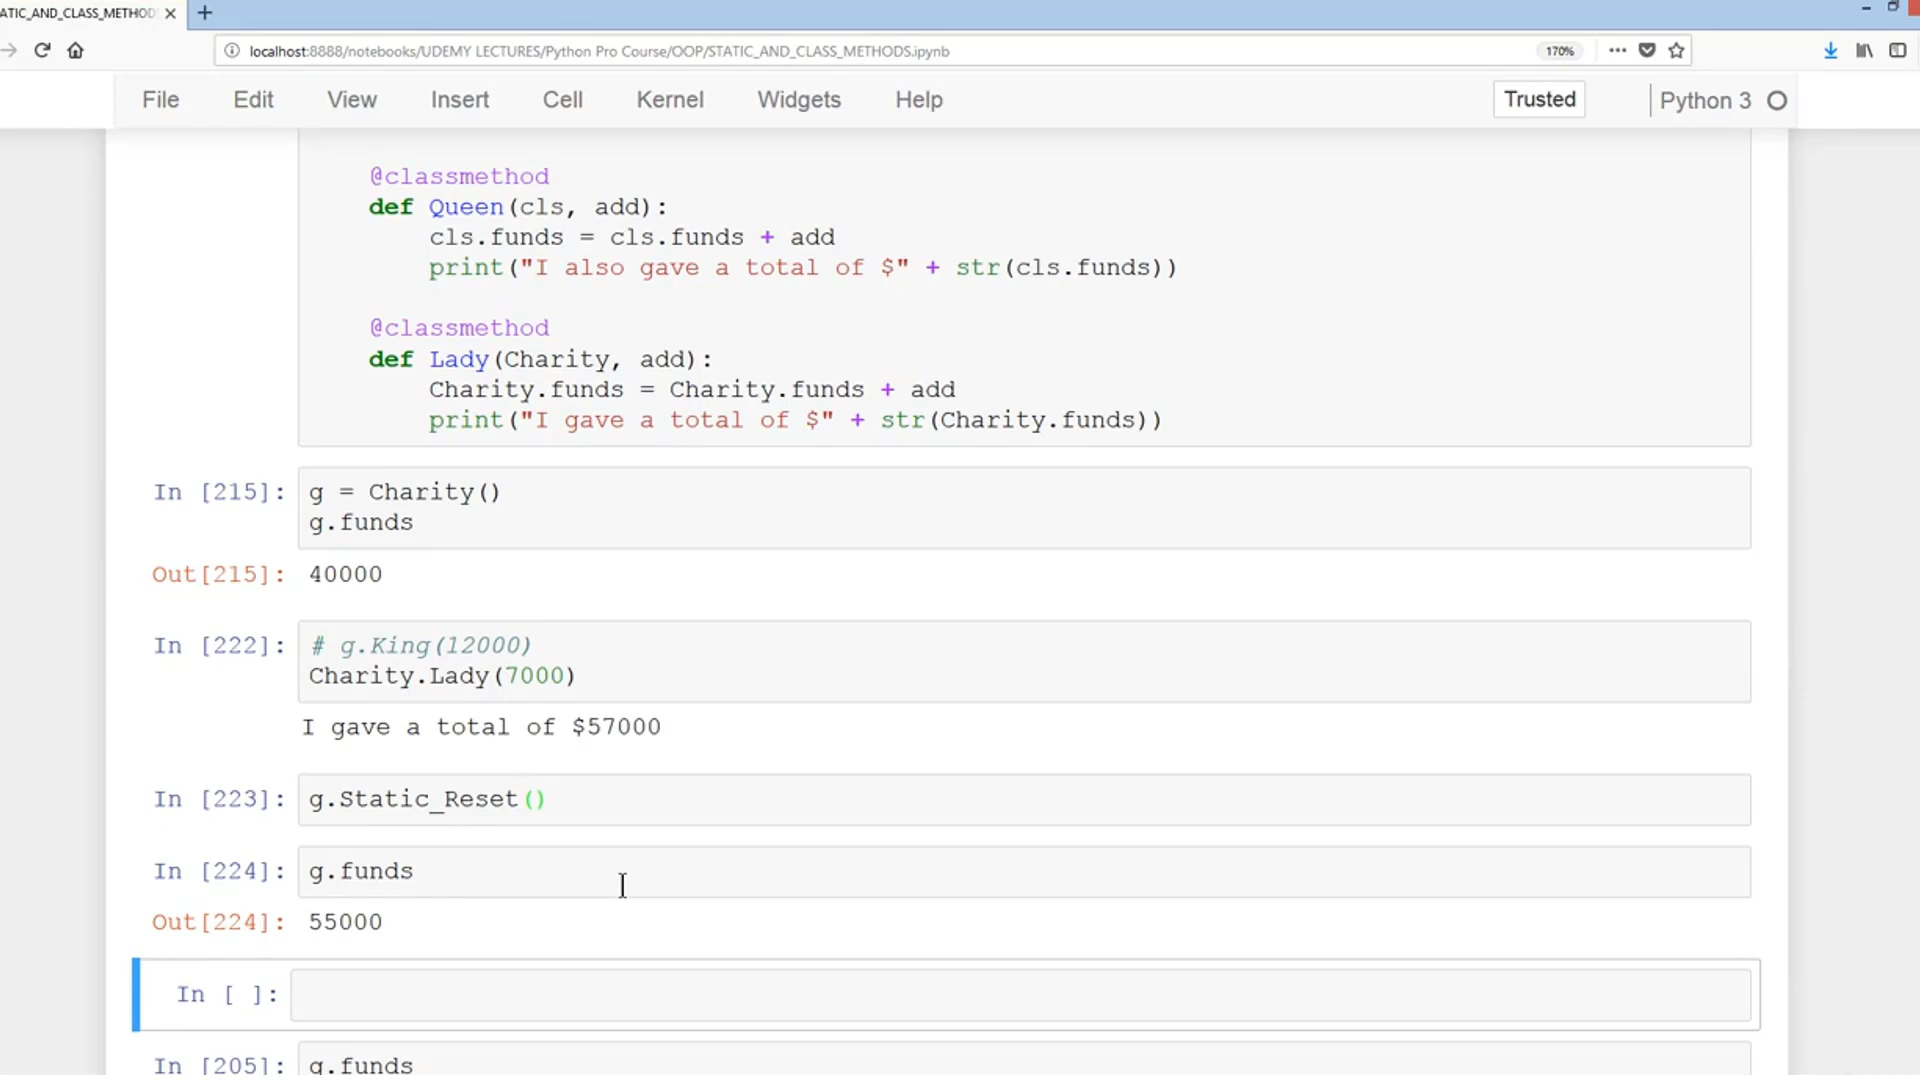 ATIC_AND_CLASS_METHOD
localhost:8888/notebooks/UDEMY LECTURES/Python Pro Course/OOP/STATIC_AND_CLASS_METHODS.ipynb
170%
File Edit View Insert Cell Kernel Widgets Help Trusted Python 3
@classmethod
def Queen(cls, add):
cls.funds = cls.funds + add
print("I also gave a total of $" + str(cls.funds))
@classmethod
def Lady(Charity, add):
Charity.funds = Charity.funds + add
print("I gave a total of $" + str(Charity.funds))
In [215]: g = Charity()
g.funds
Out[215]: 40000
In [222]: # g.King(12000)
Charity.Lady(7000)
I gave a total of $57000
In [223]: g.Static_Reset()
In [224]: g.funds
Out[224]: 55000
In [ ]:
In [205]: g.funds